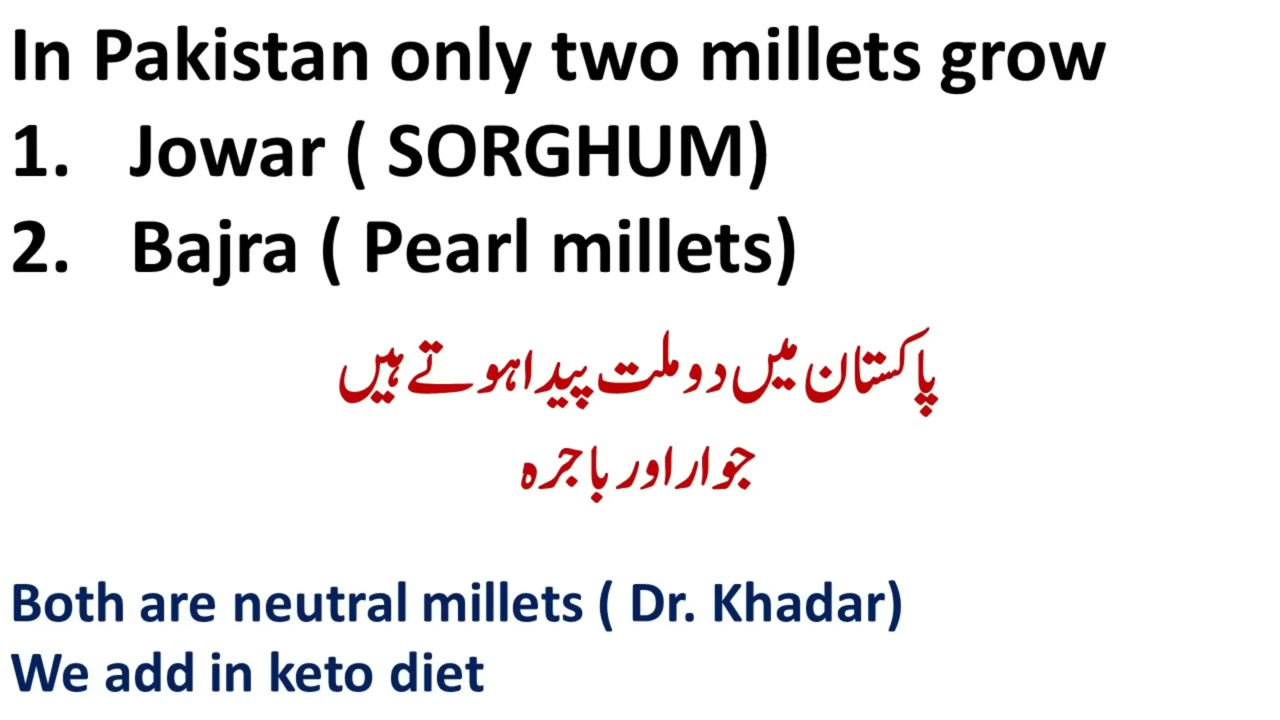 In Pakistan only two millets grow
1. Jowar ( SORGHUM)
2. Bajra ( Pearl millets)
پاکستان میں دو ملت پیدا ہوتے ہیں
جوار اور باجرہ
Both are neutral millets ( Dr. Khadar)
We add in keto diet